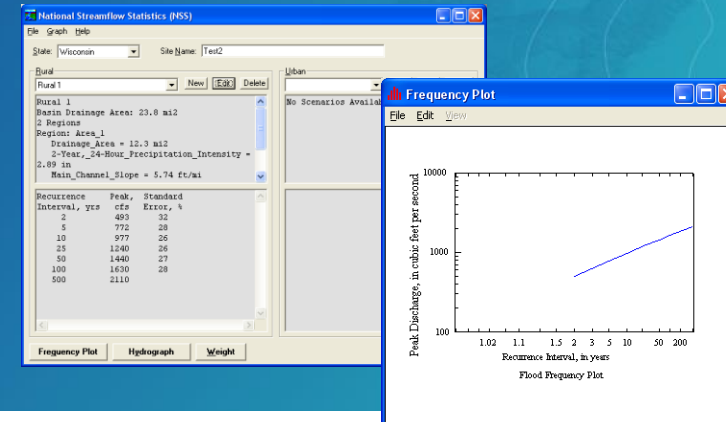 National Streamflow Statistics (NSS)
File Graph Help
State: Wisconsin Site Name: Test2
Rural
Rural 1 New Edit Delete
Rural 1
Basin Drainage Area: 23.8 mi2
2 Regions
Region: Area_1
Drainage_Area = 12.3 mi2
2-Year,_24-Hour_Precipitation_Intensity =
2.89 in
Main_Channel_Slope = 5.74 ft/mi
Recurrence Peak, Standard
Interval, yrs cfs Error, %
2 493 32
5 772 28
10 977 26
25 1240 26
50 1440 27
100 1630 28
500 2110
Frequency Plot Hydrograph Weight
Urban
No Scenarios Availa
Frequency Plot
File Edit View
Peak Discharge, in cubic feet per second
10000
1000
100
1.02 1.1 1.5 2 3 5 10 50 200
Recurrence Interval, in years
Flood Frequency Plot